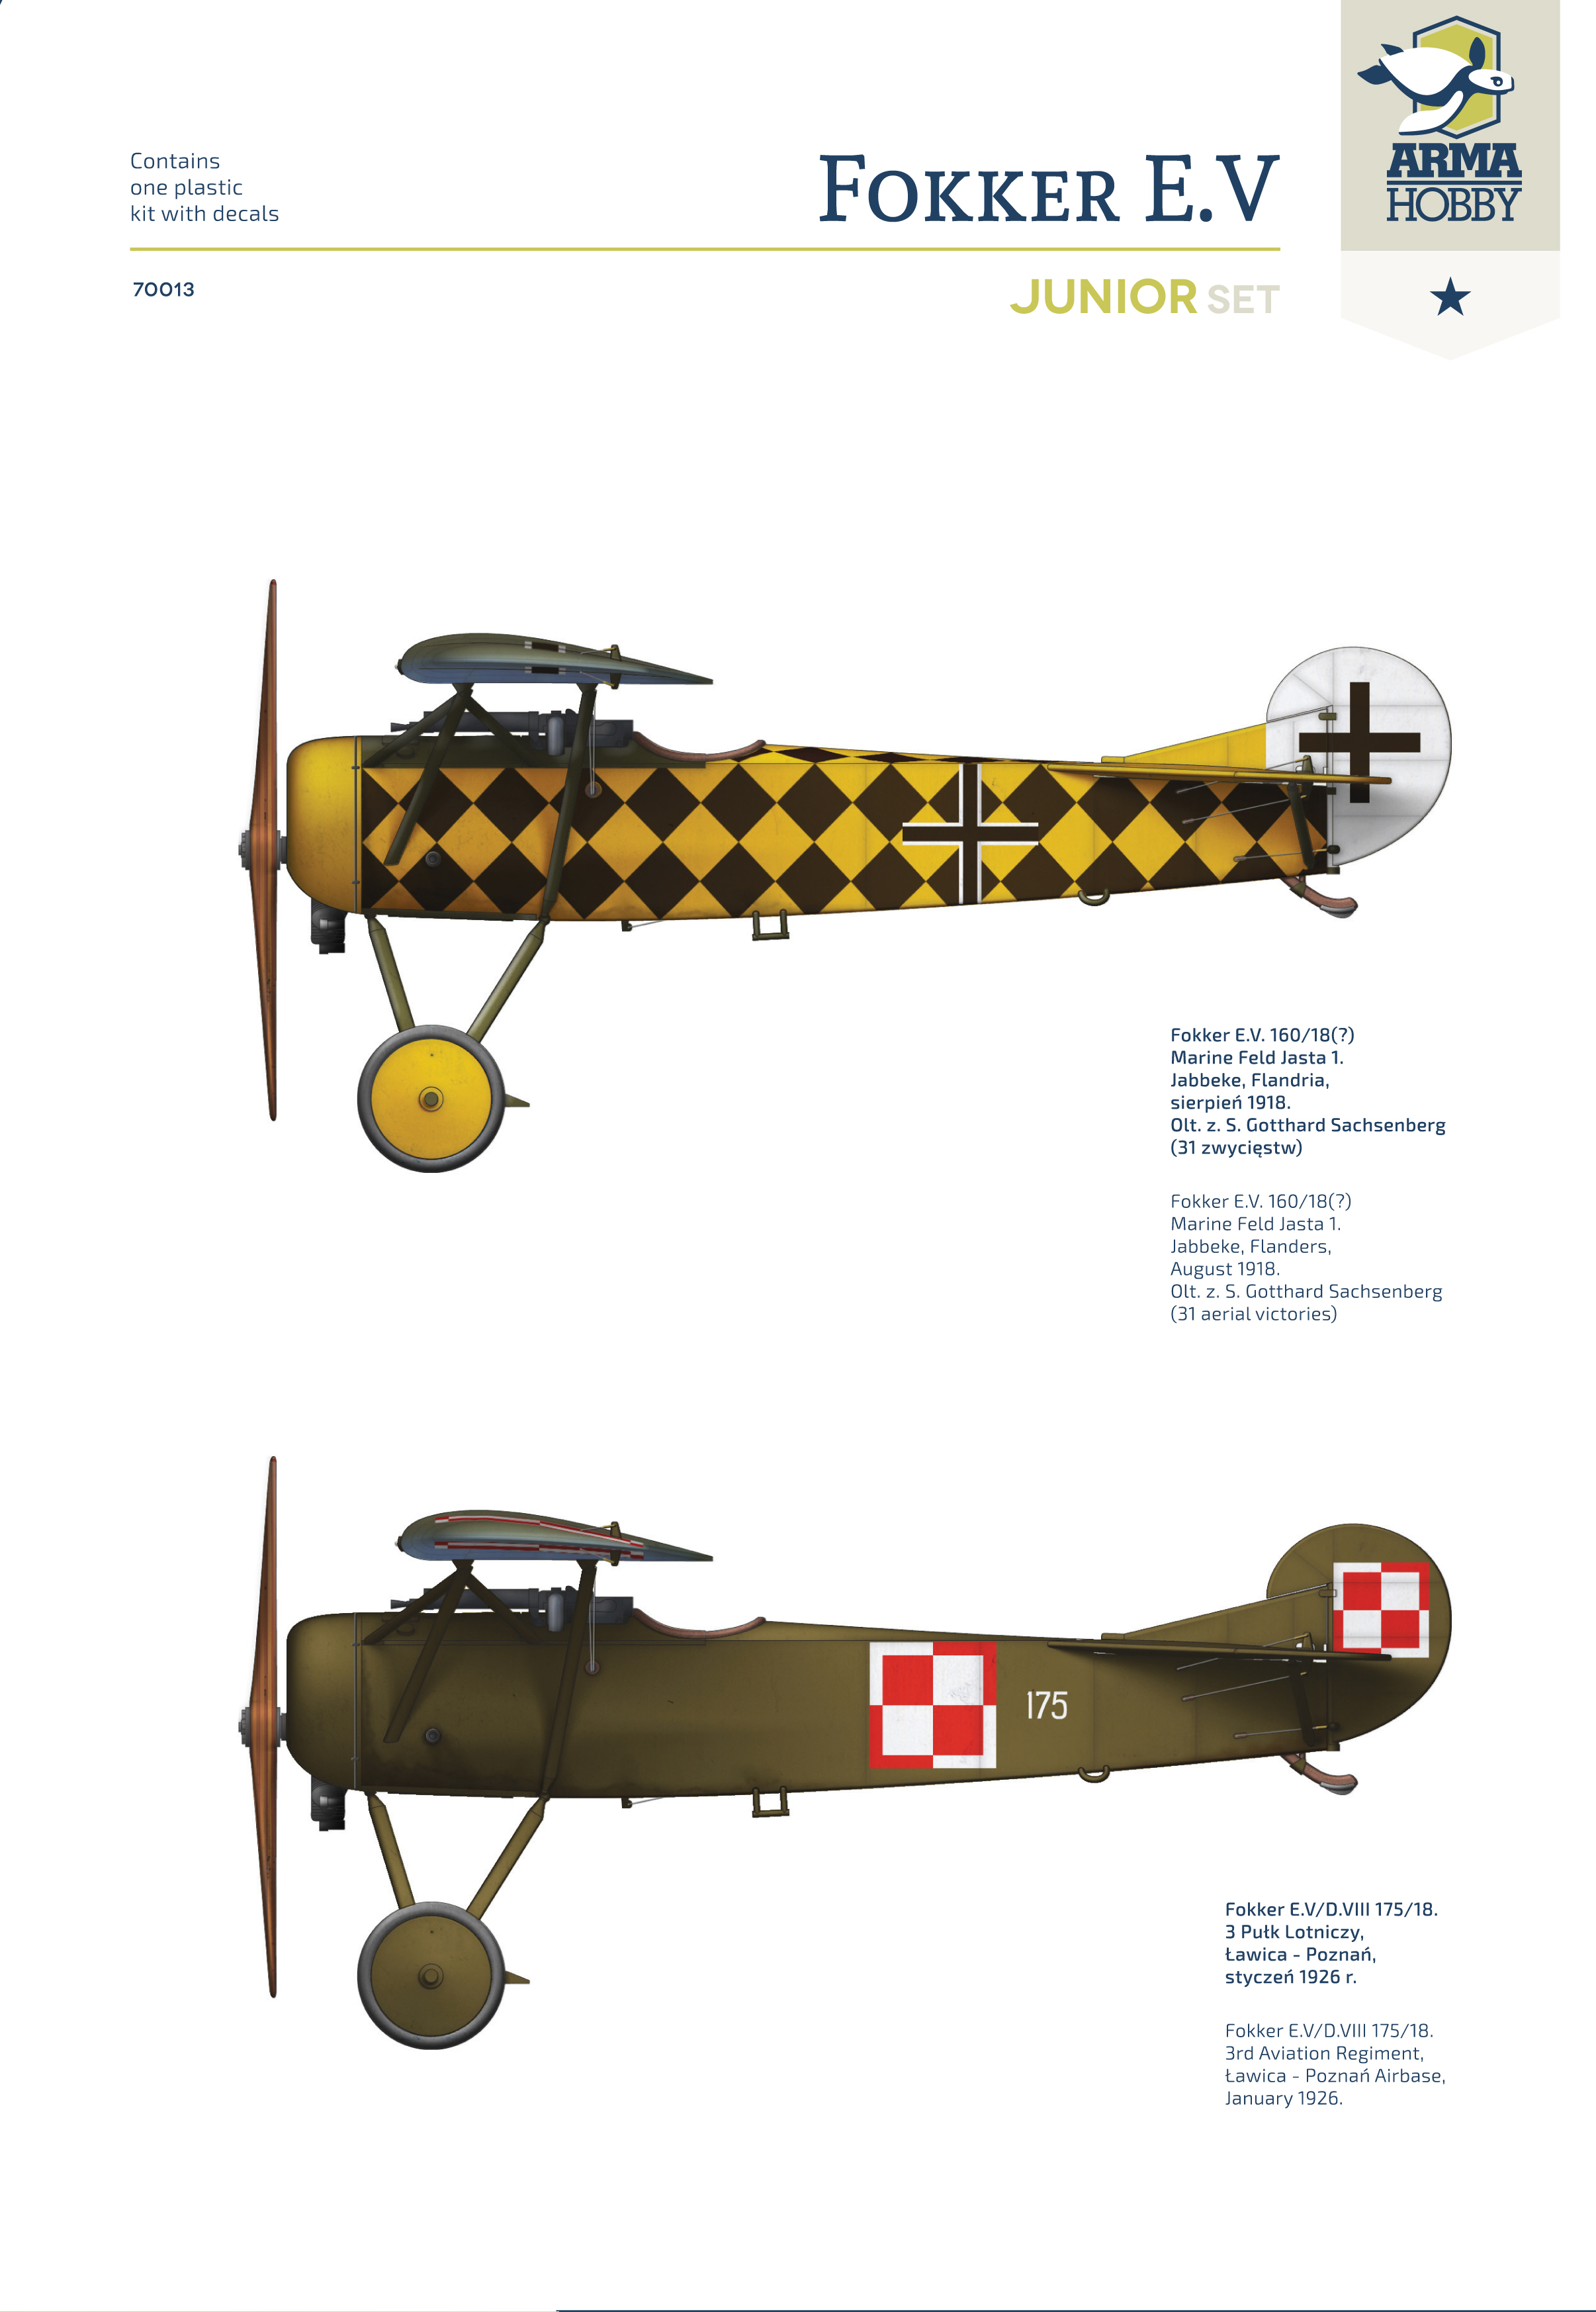 Contains
one plastic
kit with decals
FOKKER E.V
ARMA
HOBBY
70013
JUNIOR SET
Fokker E.V. 160/18(?)
Marine Feld Jasta 1.
Jabbeke, Flandria,
sierpień 1918.
Olt. z. S. Gotthard Sachsenberg
(31 zwycięstw)
Fokker E.V. 160/18(?)
Marine Feld Jasta 1.
Jabbeke, Flanders,
August 1918.
Olt. z. S. Gotthard Sachsenberg
(31 aerial victories)
175
Fokker E.V/D.VIII 175/18.
3 Pułk Lotniczy,
Ławica - Poznań,
styczeń 1926 r.
Fokker E.V/D.VIII 175/18.
3rd Aviation Regiment,
Ławica - Poznań Airbase,
January 1926.